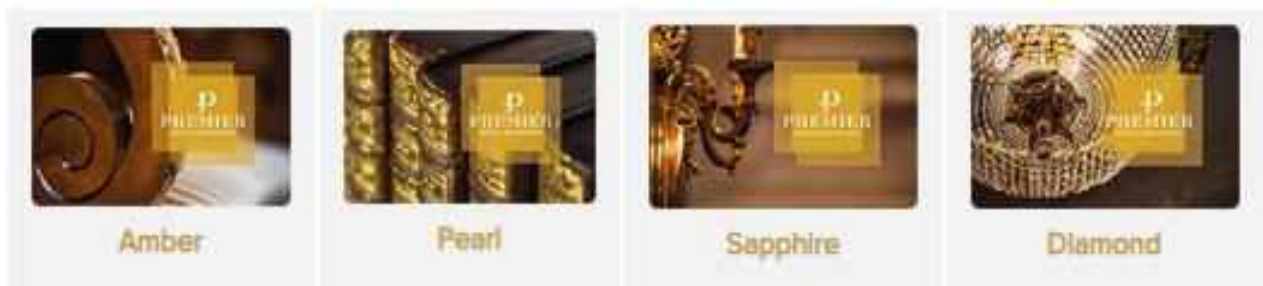 P
PREMIER
Amber
P
PREMIER
Pearl
P
PREMIER
Sapphire
P
PREMIER
Diamond